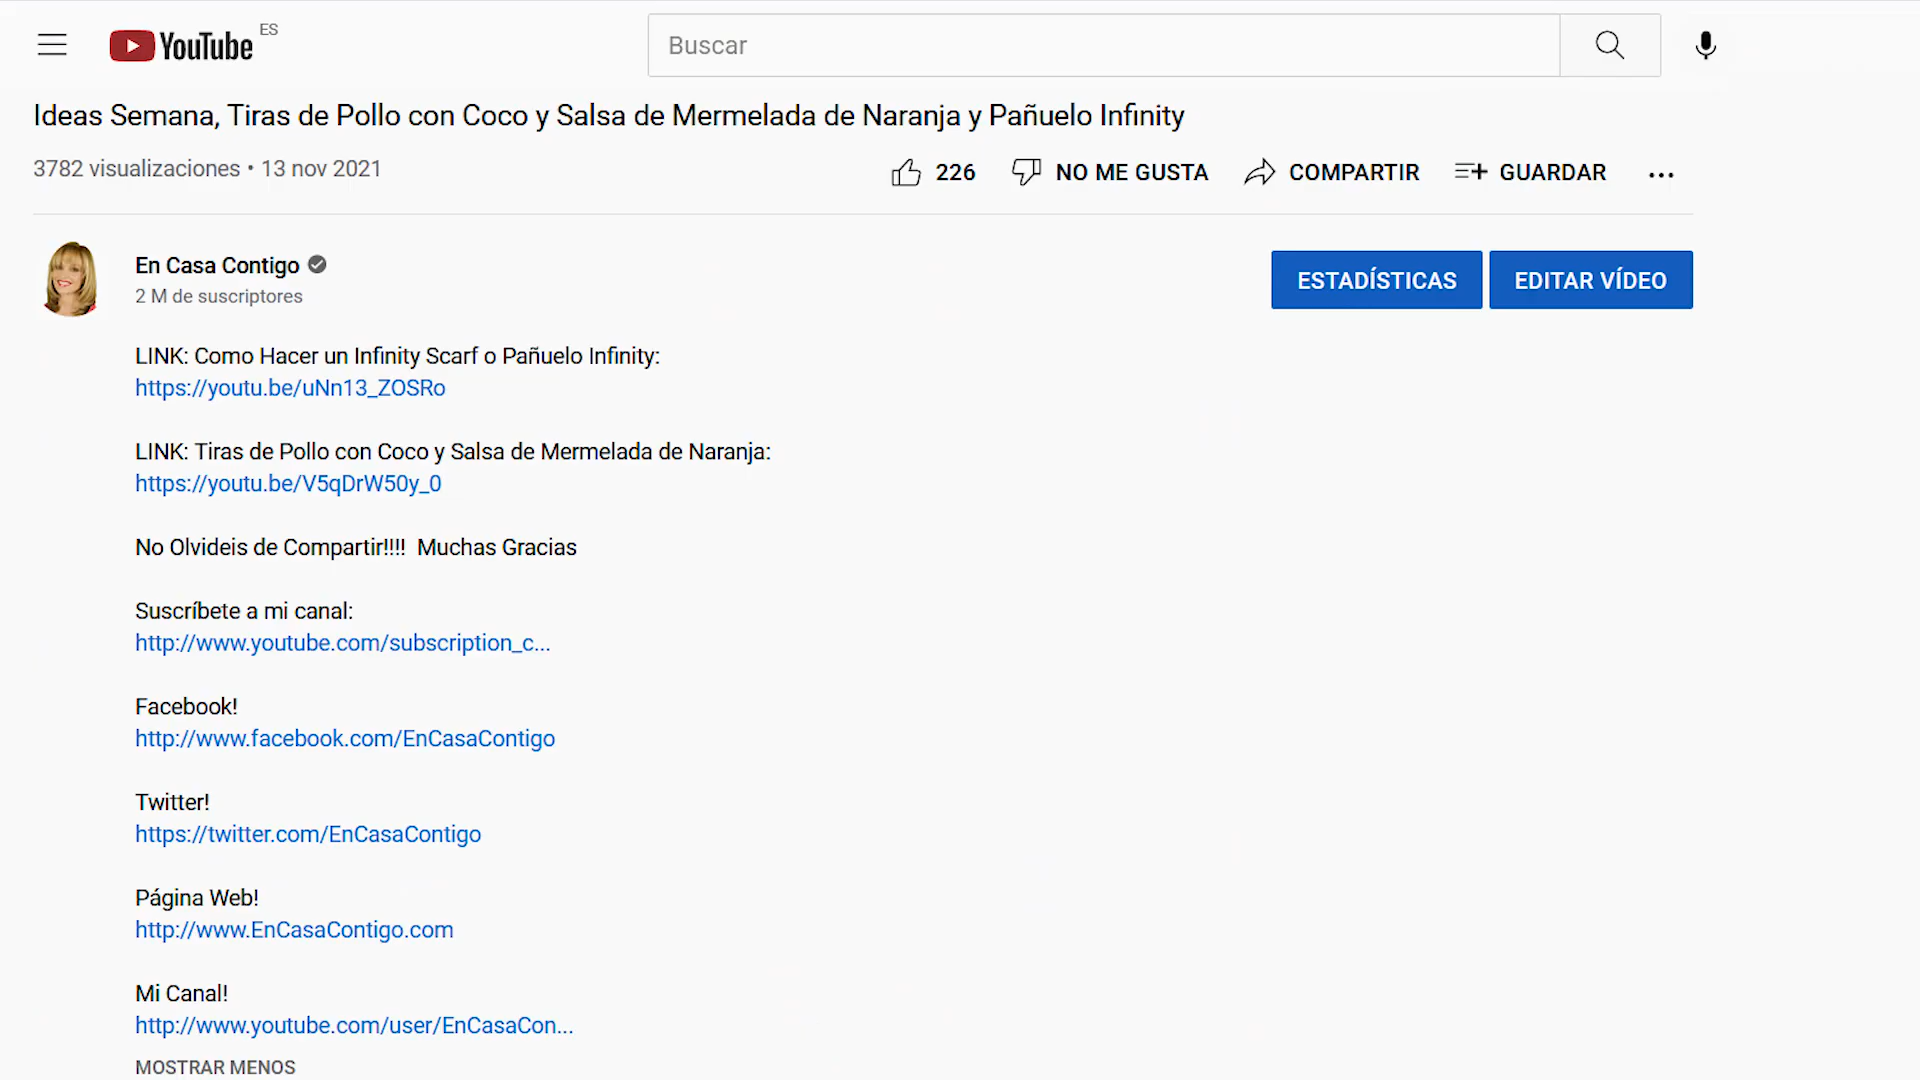 YouTube ES
Buscar
Ideas Semana, Tiras de Pollo con Coco y Salsa de Mermelada de Naranja y Pañuelo Infinity
3782 visualizaciones • 13 nov 2021
226 NO ME GUSTA COMPARTIR GUARDAR ...
En Casa Contigo
2 M de suscriptores
ESTADÍSTICAS EDITAR VÍDEO
LINK: Como Hacer un Infinity Scarf o Pañuelo Infinity:
https://youtu.be/uNn13_ZOSRo
LINK: Tiras de Pollo con Coco y Salsa de Mermelada de Naranja:
https://youtu.be/V5qDrW50y_0
No Olvideis de Compartir!!!!  Muchas Gracias
Suscríbete a mi canal:
http://www.youtube.com/subscription_c...
Facebook!
http://www.facebook.com/EnCasaContigo
Twitter!
https://twitter.com/EnCasaContigo
Página Web!
http://www.EnCasaContigo.com
Mi Canal!
http://www.youtube.com/user/EnCasaCon...
MOSTRAR MENOS